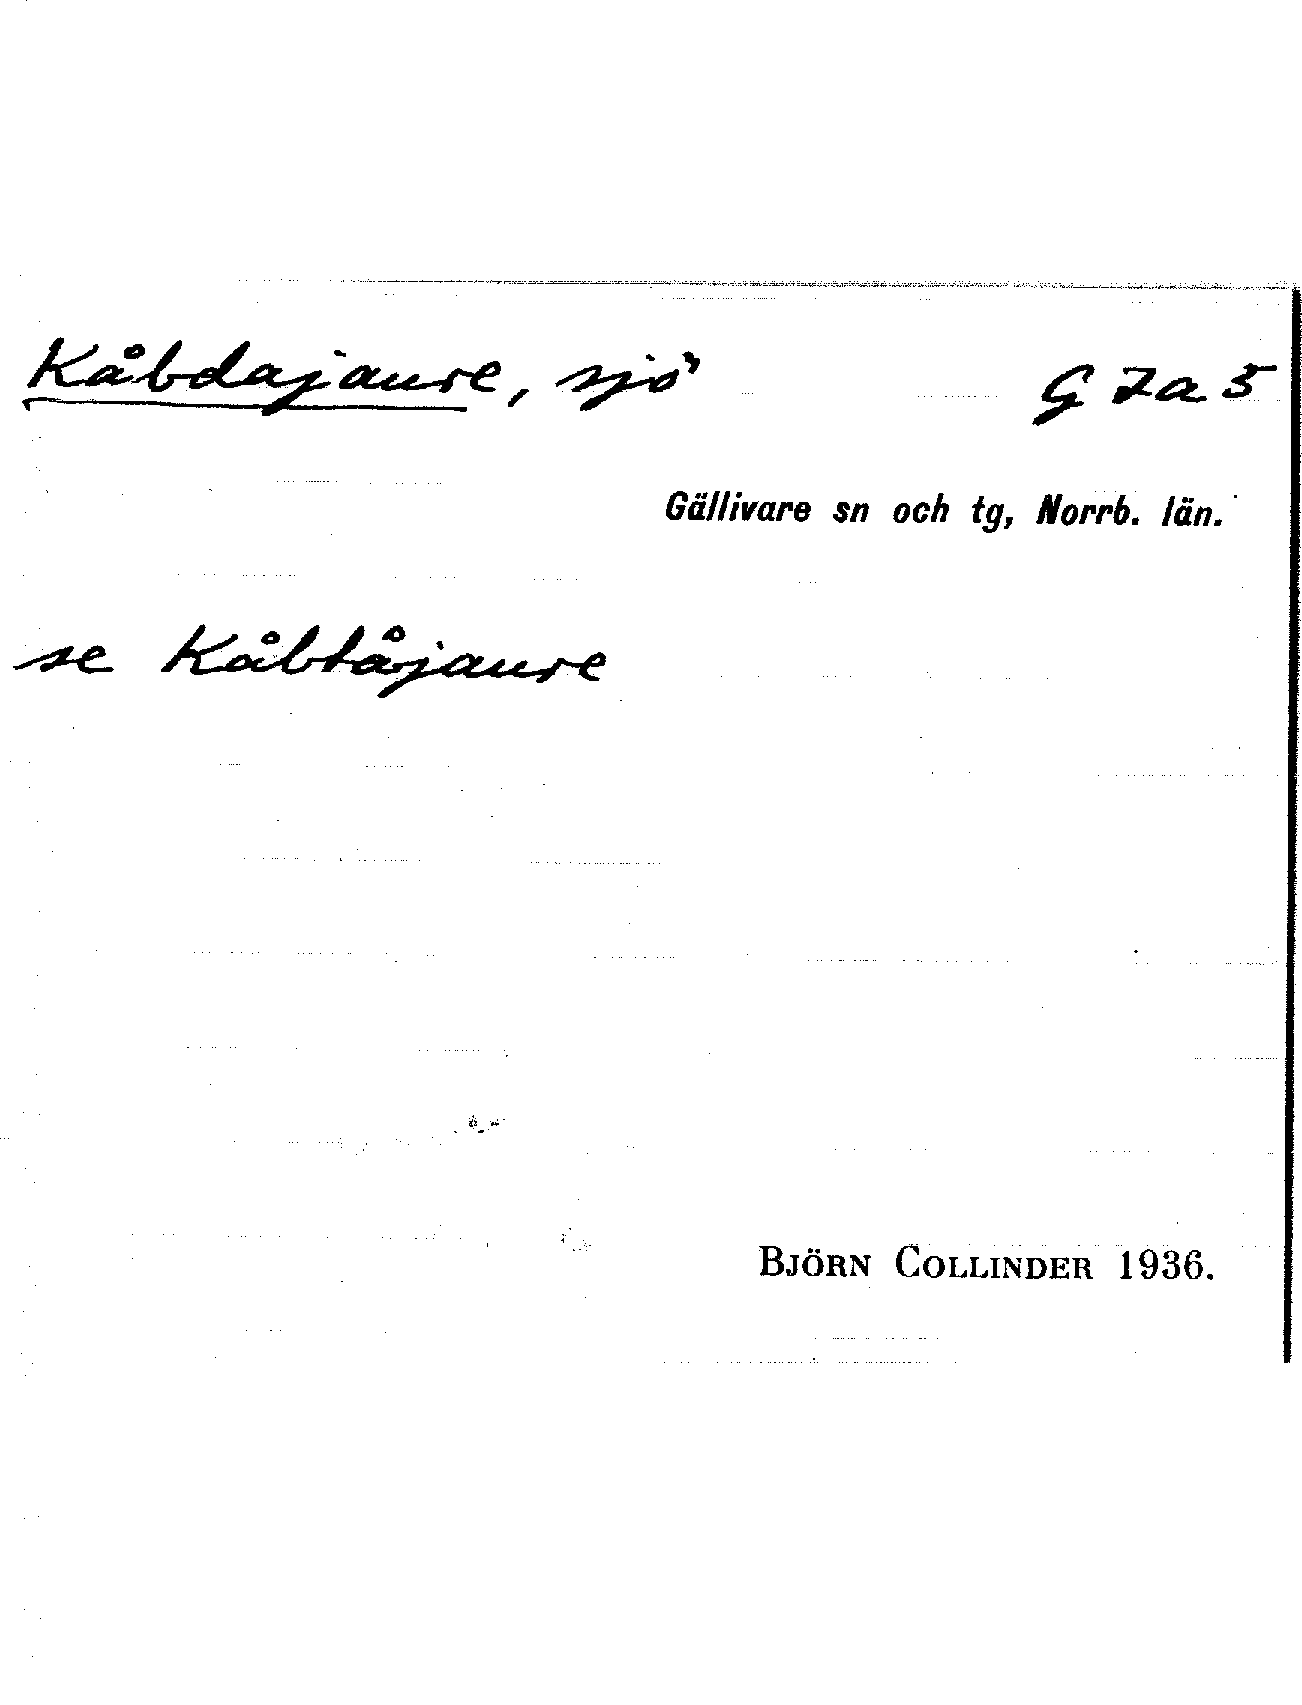 Kåbdajaure, sjö G 7a 5
Gällivare sn och tg, Norrb. län.
se Kåbtåjaure
BJÖRN COLLINDER 1936.